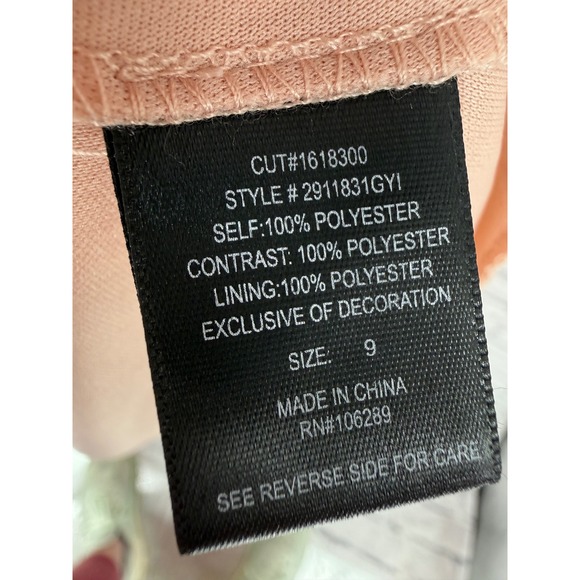 CUT#1618300
STYLE # 2911831GYI
SELF:100% POLYESTER
CONTRAST: 100% POLYESTER
LINING:100% POLYESTER
EXCLUSIVE OF DECORATION
SIZE: 9
MADE IN CHINA
RN#106289
SEE REVERSE SIDE FOR CARE